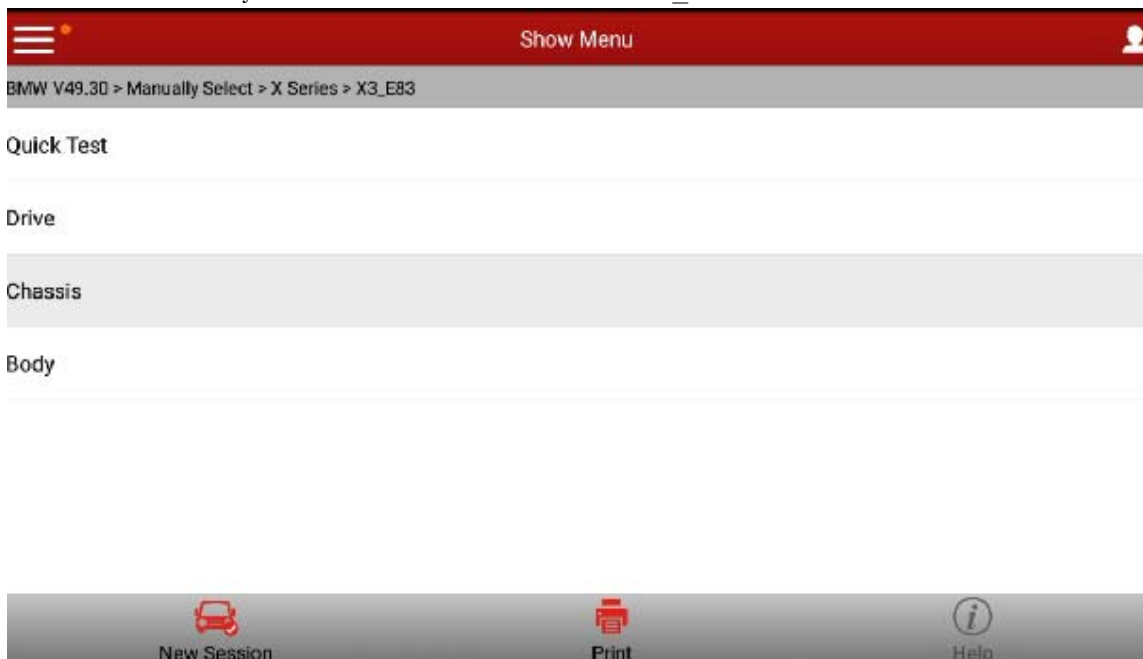 Show Menu
BMW V49.30 > Manually Select > X Series > X3_E83
Quick Test
Drive
Chassis
Body
New Session
Print
Help